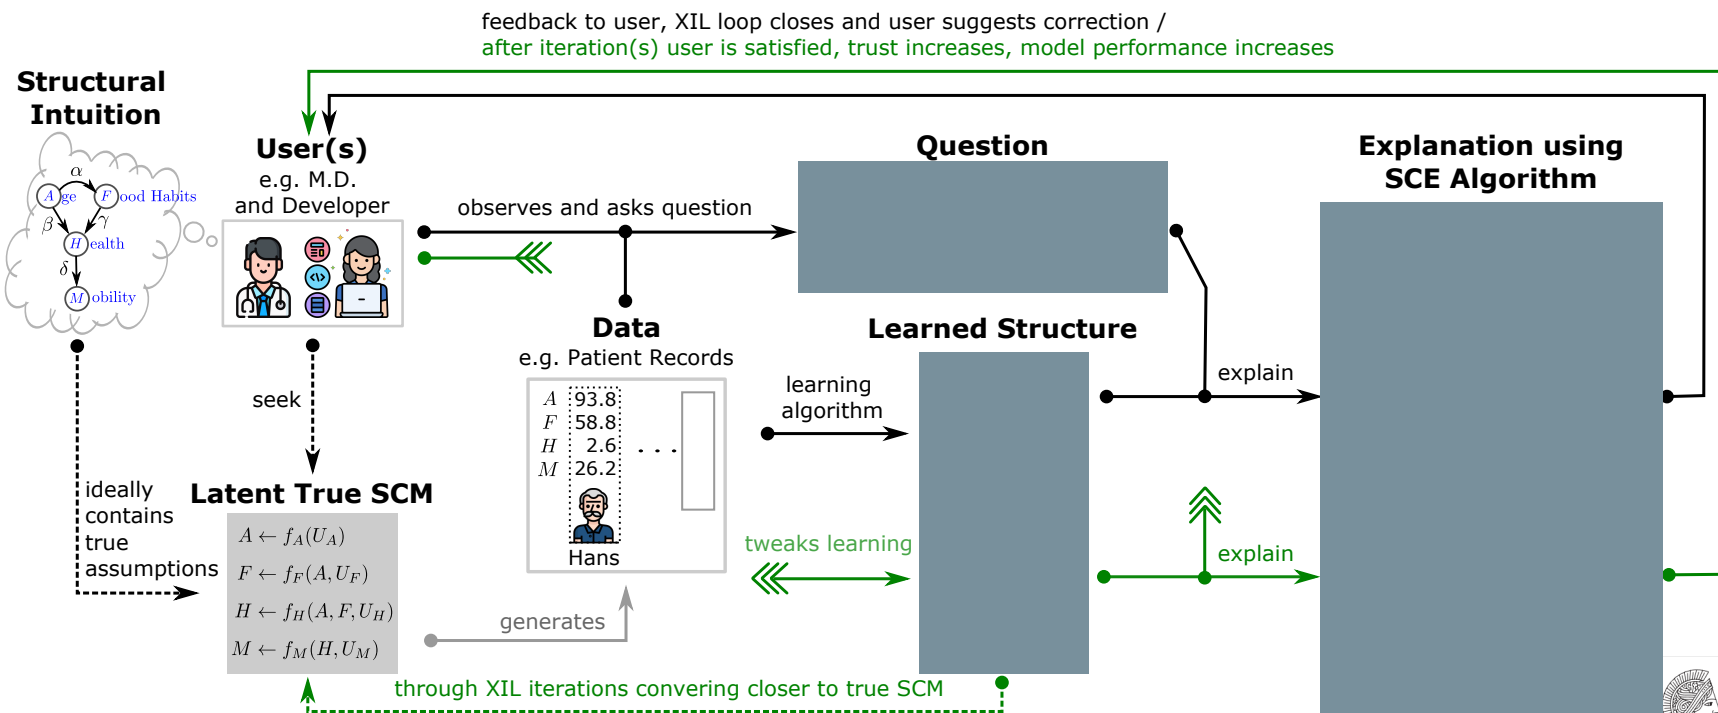 feedback to user, XIL loop closes and user suggests correction /
after iteration(s) user is satisfied, trust increases, model performance increases
Structural
Intuition
α
A ge
F ood Habits
β
γ
H ealth
δ
M obility
User(s)
e.g. M.D.
and Developer
observes and asks question
Question
Explanation using
SCE Algorithm
seek
Data
e.g. Patient Records
A 93.8
F 58.8
H 2.6
M 26.2
...
Hans
Learned Structure
learning
algorithm
explain
ideally
contains
true
assumptions
Latent True SCM
A ← f_A(U_A)
F ← f_F(A, U_F)
H ← f_H(A, F, U_H)
M ← f_M(H, U_M)
generates
tweaks learning
explain
through XIL iterations convering closer to true SCM